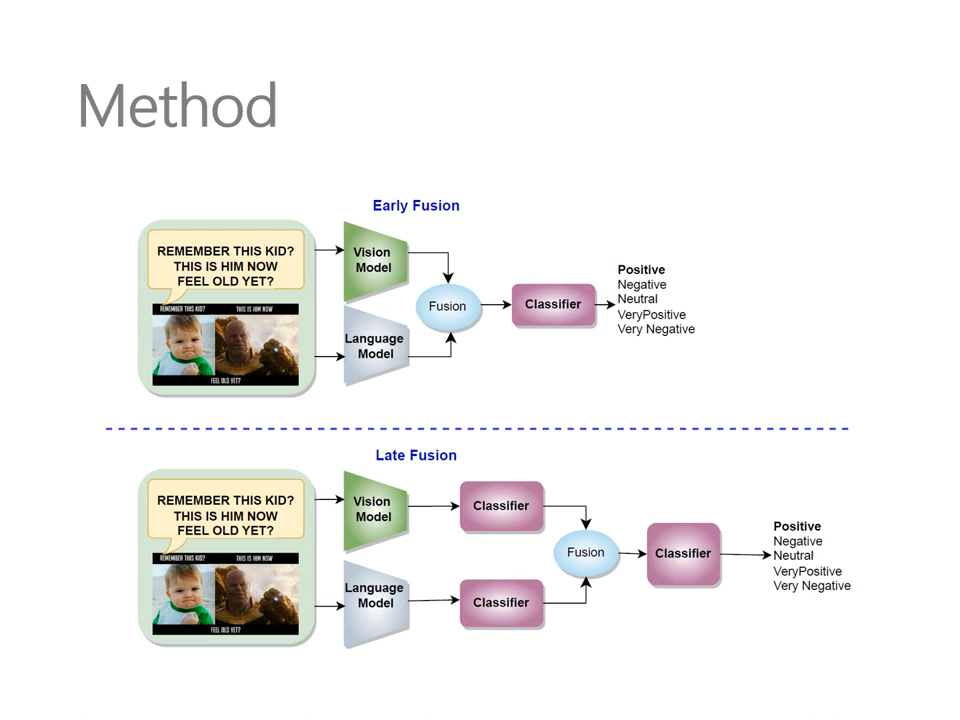 Method
Early Fusion
REMEMBER THIS KID?
THIS IS HIM NOW
FEEL OLD YET?
REMEMBER THIS KID? THIS IS HIM NOW
FEEL OLD YET?
Vision
Model
Language
Model
Fusion
Classifier
Positive
Negative
Neutral
VeryPositive
Very Negative
Late Fusion
REMEMBER THIS KID?
THIS IS HIM NOW
FEEL OLD YET?
REMEMBER THIS KID? THIS IS HIM NOW
FEEL OLD YET?
Vision
Model
Language
Model
Classifier
Classifier
Fusion
Classifier
Positive
Negative
Neutral
VeryPositive
Very Negative